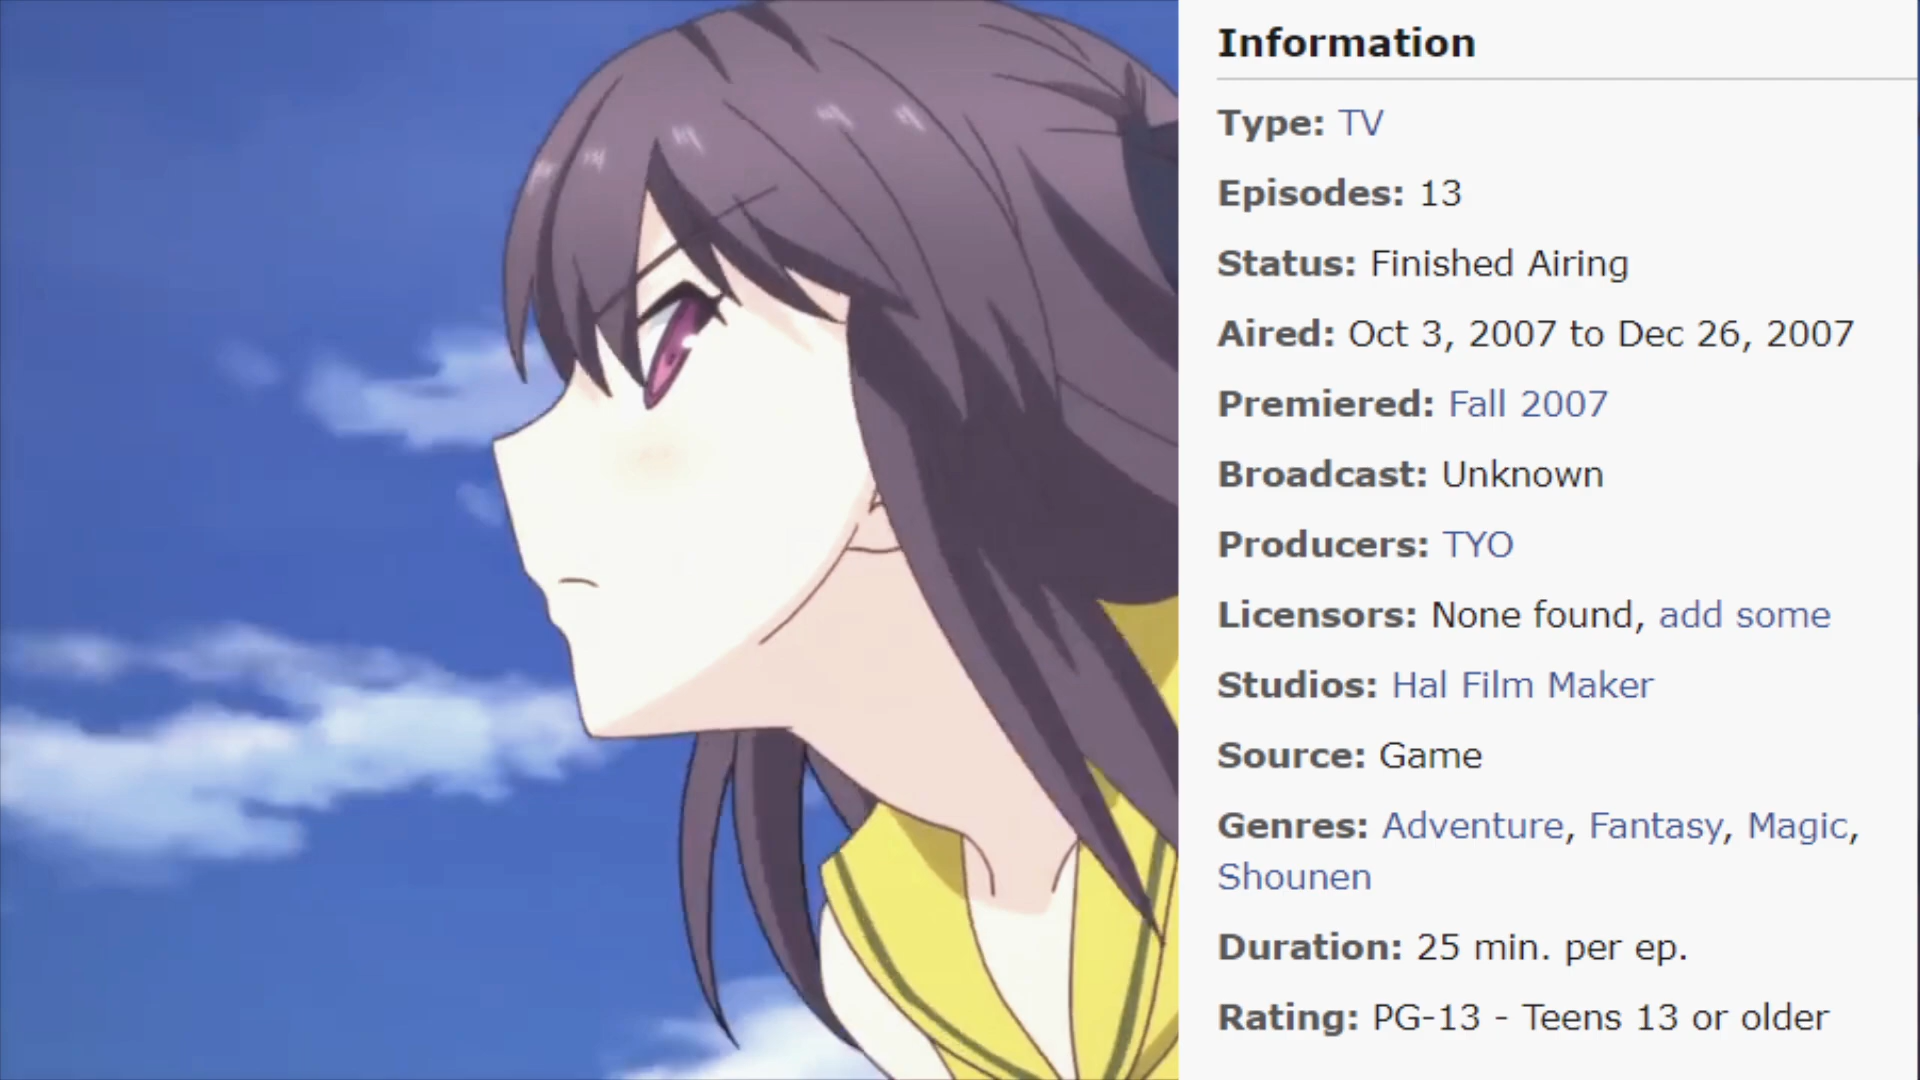 Information
Type: TV
Episodes: 13
Status: Finished Airing
Aired: Oct 3, 2007 to Dec 26, 2007
Premiered: Fall 2007
Broadcast: Unknown
Producers: TYO
Licensors: None found, add some
Studios: Hal Film Maker
Source: Game
Genres: Adventure, Fantasy, Magic,
Shounen
Duration: 25 min. per ep.
Rating: PG-13 - Teens 13 or older